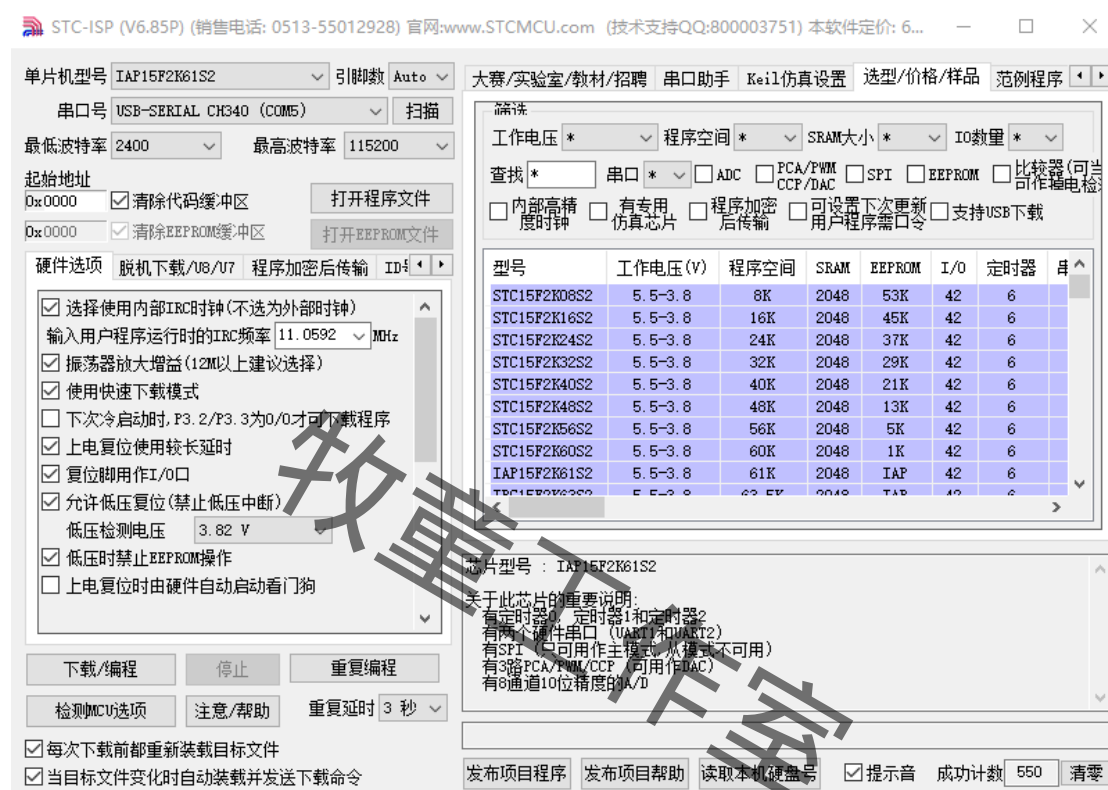 STC-ISP (V6.85P) (销售电话: 0513-55012928) 官网:www.STCMCU.com (技术支持QQ:800003751) 本软件定价: 6...
单片机型号 IAP15F2K61S2 引脚数 Auto
串口号 USB-SERIAL CH340 (COM5) 扫描
最低波特率 2400 最高波特率 115200
起始地址
0x0000 清除代码缓冲区 打开程序文件
0x0000 清除EEPROM缓冲区 打开EEPROM文件
硬件选项 脱机下载/U8/U7 程序加密后传输
选择使用内部IRC时钟(不选为外部时钟)
输入用户程序运行时的IRC频率 11.0592 MHz
振荡器放大增益(12M以上建议选择)
使用快速下载模式
下次冷启动时,P3.2/P3.3为0/0才可下载程序
上电复位使用较长延时
复位脚用作I/O口
允许低压复位(禁止低压中断)
低压检测电压 3.82 V
低压时禁止EEPROM操作
上电复位时由硬件自动启动看门狗
下载/编程 停止 重复编程
检测MCU选项 注意/帮助 重复延时 3 秒
每次下载前都重新装载目标文件
当目标文件变化时自动装载并发送下载命令
大赛/实验室/教材/招聘 串口助手 Keil仿真设置 选型/价格/样品 范例程序
筛选
工作电压 * 程序空间 * SRAM大小 * IO数量 *
查找 * 串口 * ADC PCA/PWM CCP/DAC SPI EEPROM 比较器(可当 可作掉电检
内部高精度时钟 有专用仿真芯片 程序加密后传输 可设置下次更新用户程序需口令 支持USB下载
型号 工作电压(V) 程序空间 SRAM EEPROM I/O 定时器 串
STC15F2K08S2 5.5-3.8 8K 2048 53K 42 6
STC15F2K16S2 5.5-3.8 16K 2048 45K 42 6
STC15F2K24S2 5.5-3.8 24K 2048 37K 42 6
STC15F2K32S2 5.5-3.8 32K 2048 29K 42 6
STC15F2K40S2 5.5-3.8 40K 2048 21K 42 6
STC15F2K48S2 5.5-3.8 48K 2048 13K 42 6
STC15F2K56S2 5.5-3.8 56K 2048 5K 42 6
STC15F2K60S2 5.5-3.8 60K 2048 1K 42 6
IAP15F2K61S2 5.5-3.8 61K 2048 IAP 42 6
5.5-3.8 63.5K 2048 IAP 42 6
芯片型号 : IAP15F2K61S2
关于此芯片的重要说明:
有定时器0, 定时器1和定时器2
有两个硬件串口 (UART1和UART2)
有SPI (只可用作主模式,从模式不可用)
有3路PCA/PWM/CCP (可用作DAC)
有8通道10位精度的A/D
发布项目程序 发布项目帮助 读取本机硬盘号 提示音 成功计数 550 清零
牧童工作室